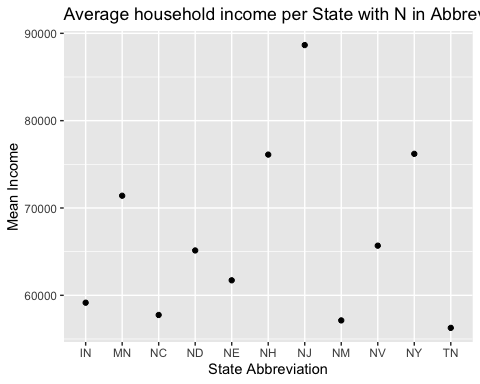 Average household income per State with N in Abbrev
Mean Income
90000
80000
70000
60000
IN MN NC ND NE NH NJ NM NV NY TN
State Abbreviation